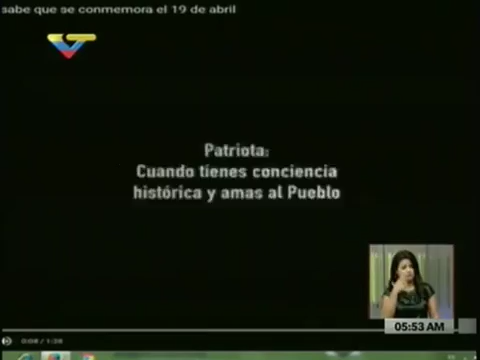 sabe que se conmemora el 19 de abril
Patriota:
Cuando tienes conciencia
histórica y amas al Pueblo
05:53 AM
0:08 / 1:38